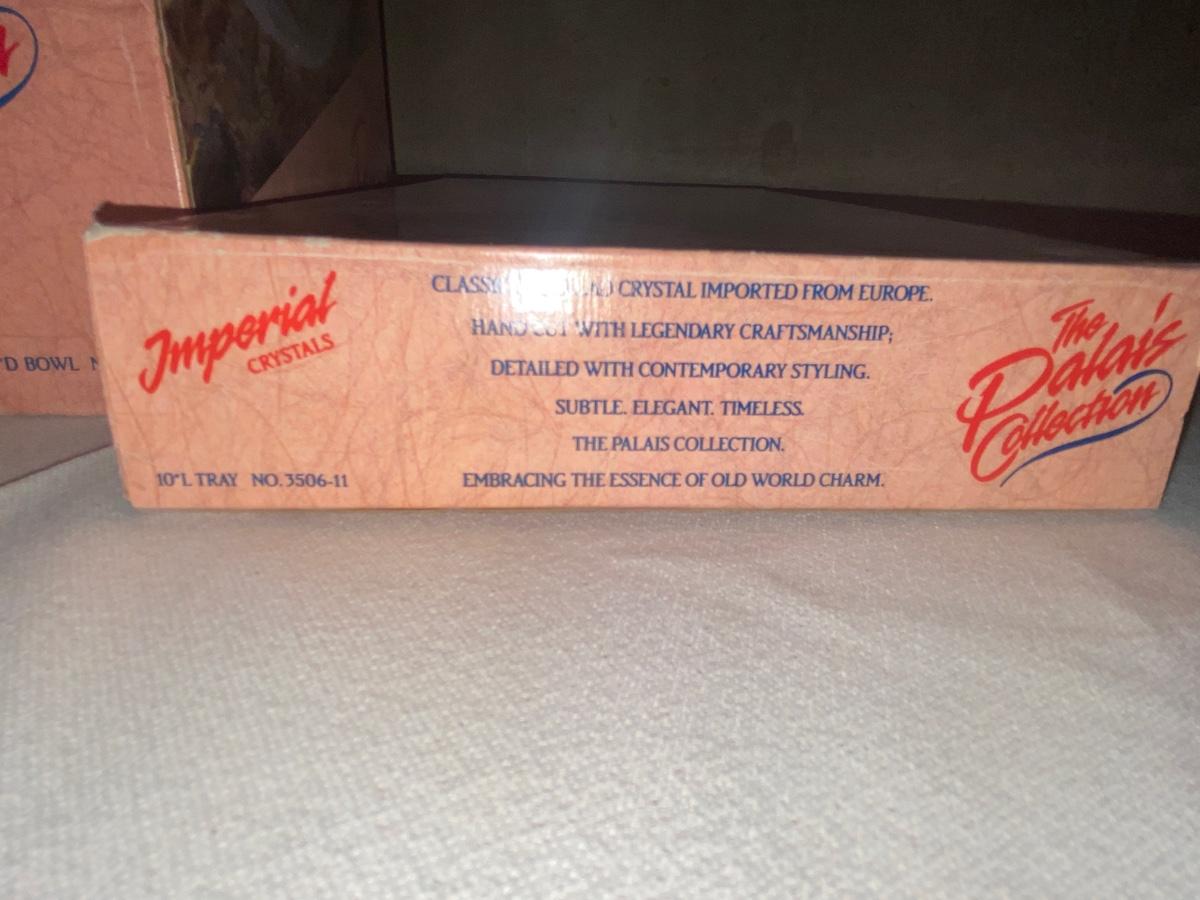 Imperial
CRYSTALS
10"L TRAY NO. 3506-11
CRYSTAL IMPORTED FROM EUROPE.
HAND CUT WITH LEGENDARY CRAFTSMANSHIP;
DETAILED WITH CONTEMPORARY STYLING.
SUBTLE. ELEGANT. TIMELESS.
THE PALAIS COLLECTION.
EMBRACING THE ESSENCE OF OLD WORLD CHARM.
The
Palais
Collection
"D BOWL